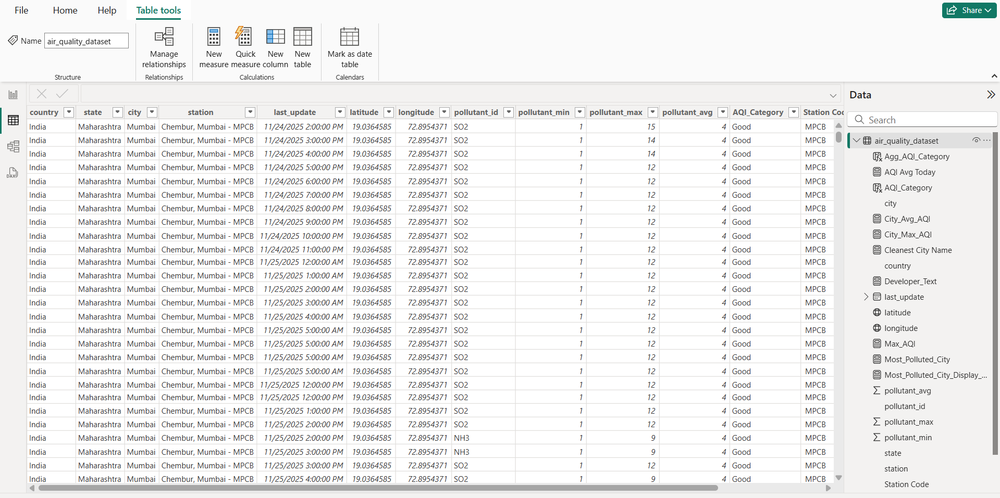 File Home Help Table tools Share
Name air_quality_dataset
Manage relationships
New measure
Quick measure
New column
New table
Mark as date table
Structure Relationships Calculations Calendars
country state city station last_update latitude longitude pollutant_id pollutant_min pollutant_max pollutant_avg AQI_Category Station Co
India Maharashtra Mumbai Chembur, Mumbai - MPCB 11/24/2025 2:00:00 PM 19.0364585 72.8954371 SO2 1 15 4 Good MPCB
India Maharashtra Mumbai Chembur, Mumbai - MPCB 11/24/2025 3:00:00 PM 19.0364585 72.8954371 SO2 1 14 4 Good MPCB
India Maharashtra Mumbai Chembur, Mumbai - MPCB 11/24/2025 4:00:00 PM 19.0364585 72.8954371 SO2 1 14 4 Good MPCB
India Maharashtra Mumbai Chembur, Mumbai - MPCB 11/24/2025 5:00:00 PM 19.0364585 72.8954371 SO2 1 12 4 Good MPCB
India Maharashtra Mumbai Chembur, Mumbai - MPCB 11/24/2025 6:00:00 PM 19.0364585 72.8954371 SO2 1 12 4 Good MPCB
India Maharashtra Mumbai Chembur, Mumbai - MPCB 11/24/2025 7:00:00 PM 19.0364585 72.8954371 SO2 1 12 4 Good MPCB
India Maharashtra Mumbai Chembur, Mumbai - MPCB 11/24/2025 8:00:00 PM 19.0364585 72.8954371 SO2 1 12 4 Good MPCB
India Maharashtra Mumbai Chembur, Mumbai - MPCB 11/24/2025 9:00:00 PM 19.0364585 72.8954371 SO2 1 12 4 Good MPCB
India Maharashtra Mumbai Chembur, Mumbai - MPCB 11/24/2025 10:00:00 PM 19.0364585 72.8954371 SO2 1 12 4 Good MPCB
India Maharashtra Mumbai Chembur, Mumbai - MPCB 11/24/2025 11:00:00 PM 19.0364585 72.8954371 SO2 1 12 4 Good MPCB
India Maharashtra Mumbai Chembur, Mumbai - MPCB 11/25/2025 12:00:00 AM 19.0364585 72.8954371 SO2 1 12 4 Good MPCB
India Maharashtra Mumbai Chembur, Mumbai - MPCB 11/25/2025 1:00:00 AM 19.0364585 72.8954371 SO2 1 12 4 Good MPCB
India Maharashtra Mumbai Chembur, Mumbai - MPCB 11/25/2025 2:00:00 AM 19.0364585 72.8954371 SO2 1 12 4 Good MPCB
India Maharashtra Mumbai Chembur, Mumbai - MPCB 11/25/2025 3:00:00 AM 19.0364585 72.8954371 SO2 1 12 4 Good MPCB
India Maharashtra Mumbai Chembur, Mumbai - MPCB 11/25/2025 4:00:00 AM 19.0364585 72.8954371 SO2 1 12 4 Good MPCB
India Maharashtra Mumbai Chembur, Mumbai - MPCB 11/25/2025 5:00:00 AM 19.0364585 72.8954371 SO2 1 12 4 Good MPCB
India Maharashtra Mumbai Chembur, Mumbai - MPCB 11/25/2025 5:00:00 AM 19.0364585 72.8954371 SO2 1 12 4 Good MPCB
India Maharashtra Mumbai Chembur, Mumbai - MPCB 11/25/2025 5:00:00 AM 19.0364585 72.8954371 SO2 1 12 4 Good MPCB
India Maharashtra Mumbai Chembur, Mumbai - MPCB 11/25/2025 5:00:00 AM 19.0364585 72.8954371 SO2 1 12 4 Good MPCB
India Maharashtra Mumbai Chembur, Mumbai - MPCB 11/25/2025 12:00:00 PM 19.0364585 72.8954371 SO2 1 12 4 Good MPCB
India Maharashtra Mumbai Chembur, Mumbai - MPCB 11/25/2025 12:00:00 PM 19.0364585 72.8954371 SO2 1 12 4 Good MPCB
India Maharashtra Mumbai Chembur, Mumbai - MPCB 11/25/2025 1:00:00 PM 19.0364585 72.8954371 SO2 1 12 4 Good MPCB
India Maharashtra Mumbai Chembur, Mumbai - MPCB 11/25/2025 2:00:00 PM 19.0364585 72.8954371 SO2 1 12 4 Good MPCB
India Maharashtra Mumbai Chembur, Mumbai - MPCB 11/25/2025 2:00:00 PM 19.0364585 72.8954371 NH3 1 9 4 Good MPCB
India Maharashtra Mumbai Chembur, Mumbai - MPCB 11/25/2025 3:00:00 PM 19.0364585 72.8954371 NH3 1 9 4 Good MPCB
India Maharashtra Mumbai Chembur, Mumbai - MPCB 11/25/2025 3:00:00 PM 19.0364585 72.8954371 SO2 1 12 4 Good MPCB
India Maharashtra Mumbai Chembur, Mumbai - MPCB 11/25/2025 4:00:00 PM 19.0364585 72.8954371 SO2 1 9 4 Good MPCB
DAX
Data
Search
air_quality_dataset
Agg_AQI_Category
AQI Avg Today
AQI_Category
city
City_Avg_AQI
City_Max_AQI
Cleanest City Name
country
Developer_Text
last_update
latitude
longitude
Max_AQI
Most_Polluted_City
Most_Polluted_City_Display_...
pollutant_avg
pollutant_id
pollutant_max
pollutant_min
state
station
Station Code